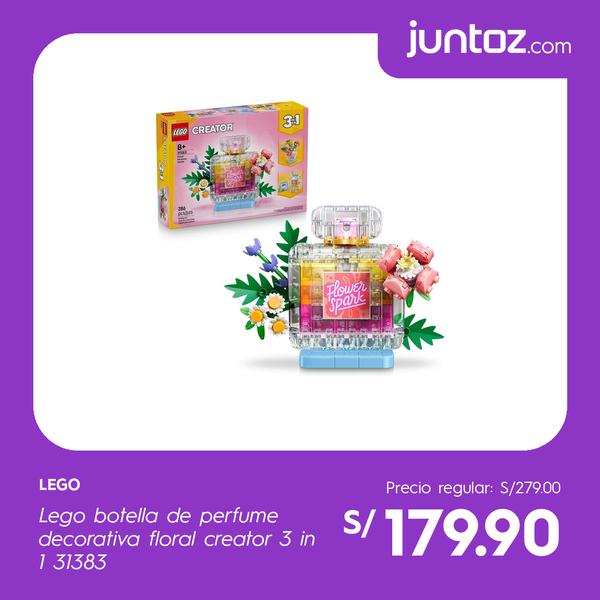 juntoz.com
LEGO CREATOR
3in1
8+
286
Flower
Spark
LEGO
Lego botella de perfume
decorativa floral creator 3 in
1 31383
Precio regular: S/279.00
S/179.90